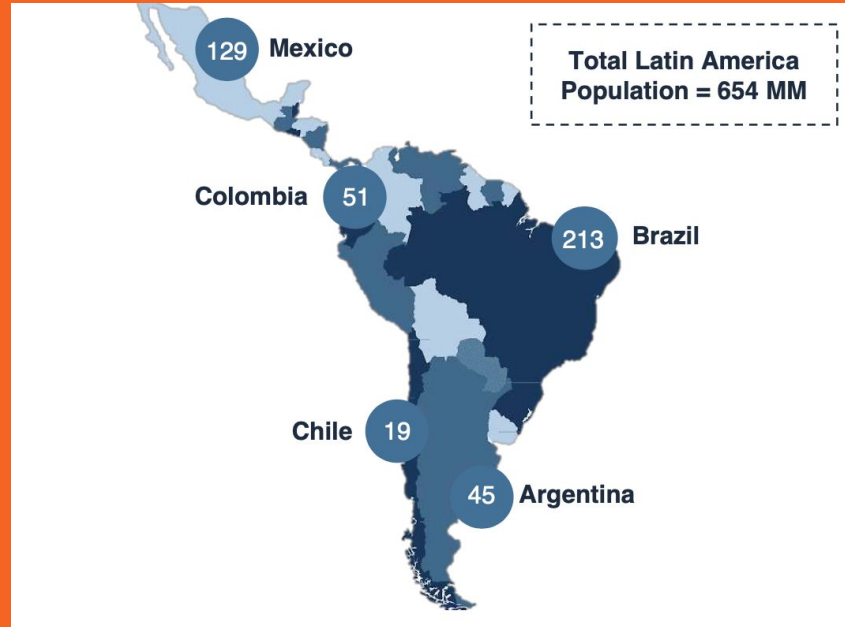 129 Mexico
Total Latin America
Population = 654 MM
Colombia 51
213 Brazil
Chile 19
45 Argentina